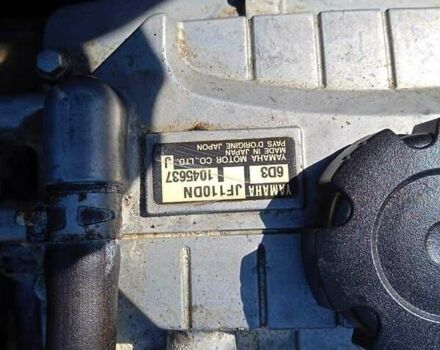 YAMAHA JF110DN
6D3 1045637
YAMAHA MOTOR CO., LTD. J
MADE IN JAPAN
PAYS D'ORIGINE JAPON